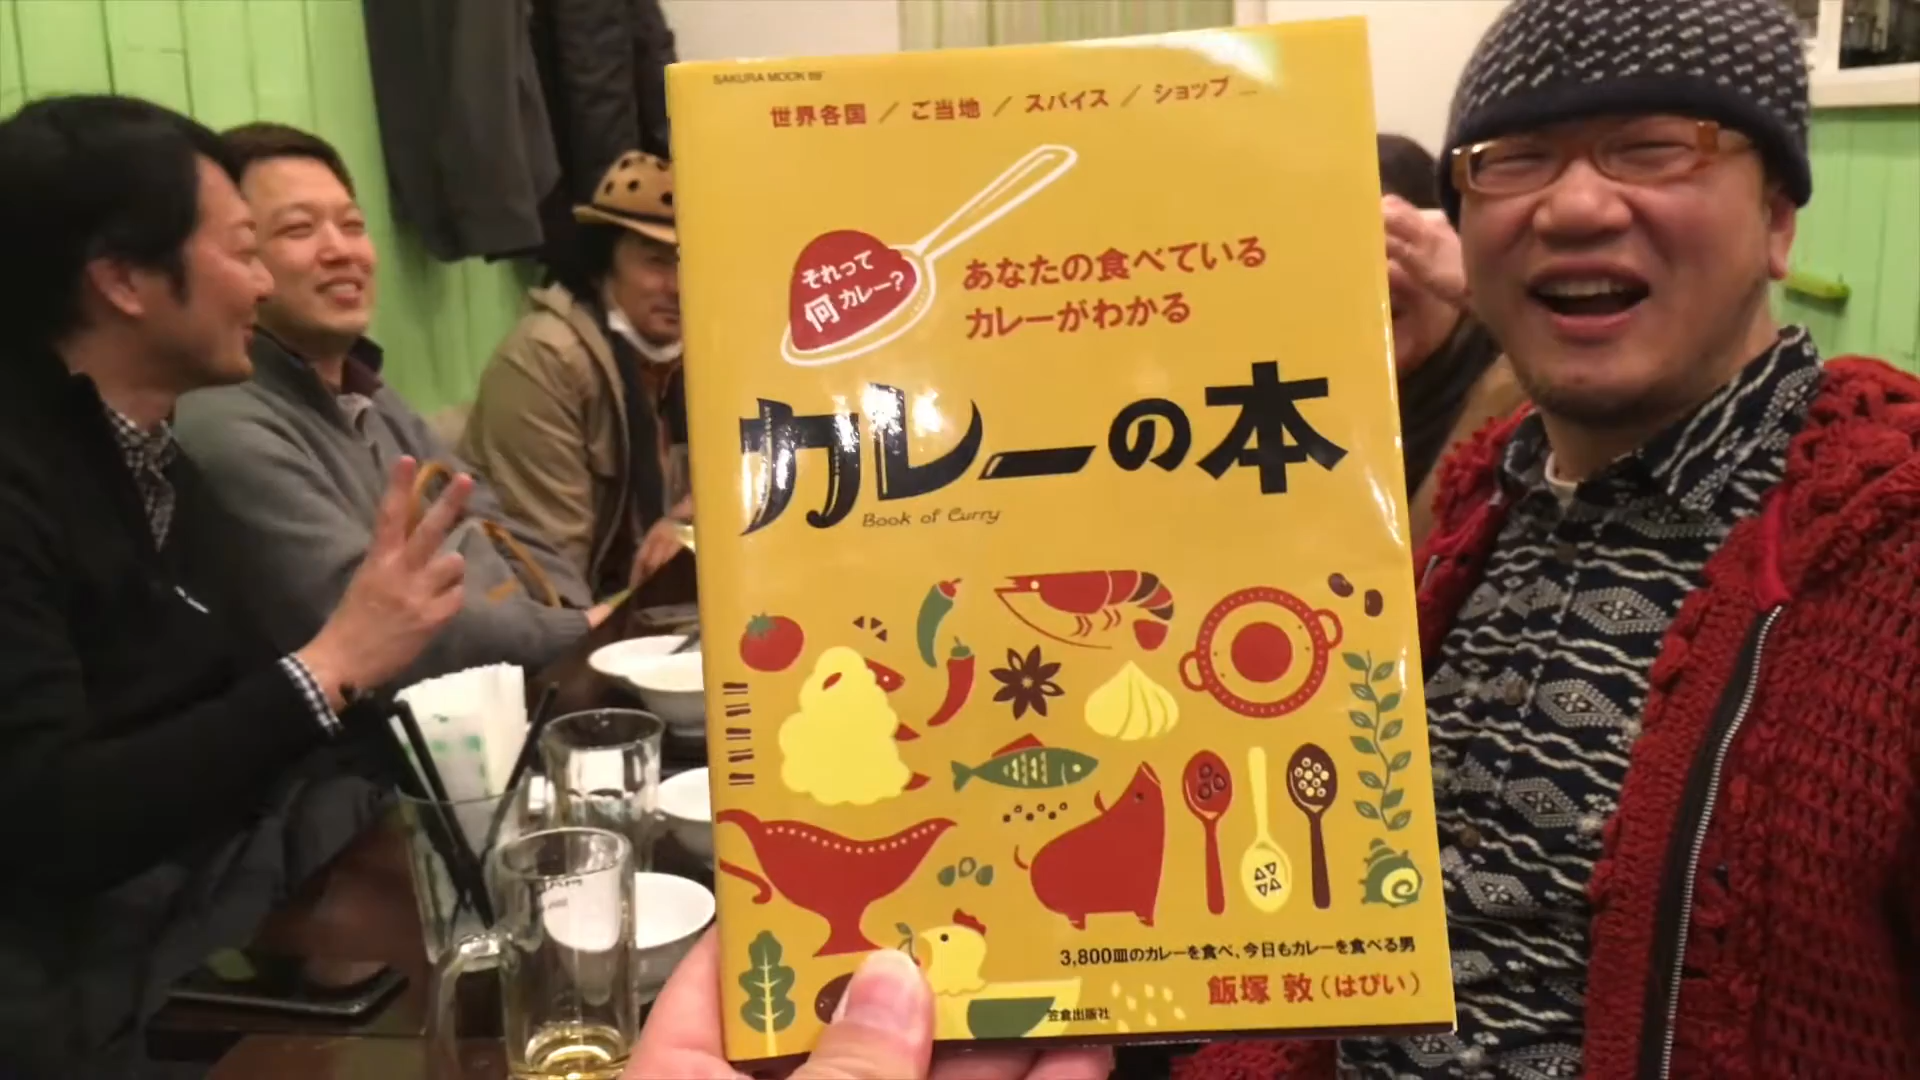 SAKURA MOOK 69
世界各国 / ご当地 / スパイス / ショップ …
それって
何カレー?
あなたの食べている
カレーがわかる
カレーの本
Book of Curry
3,800皿のカレーを食べ、今日もカレーを食べる男
飯塚 敦(はぴい)
笠倉出版社